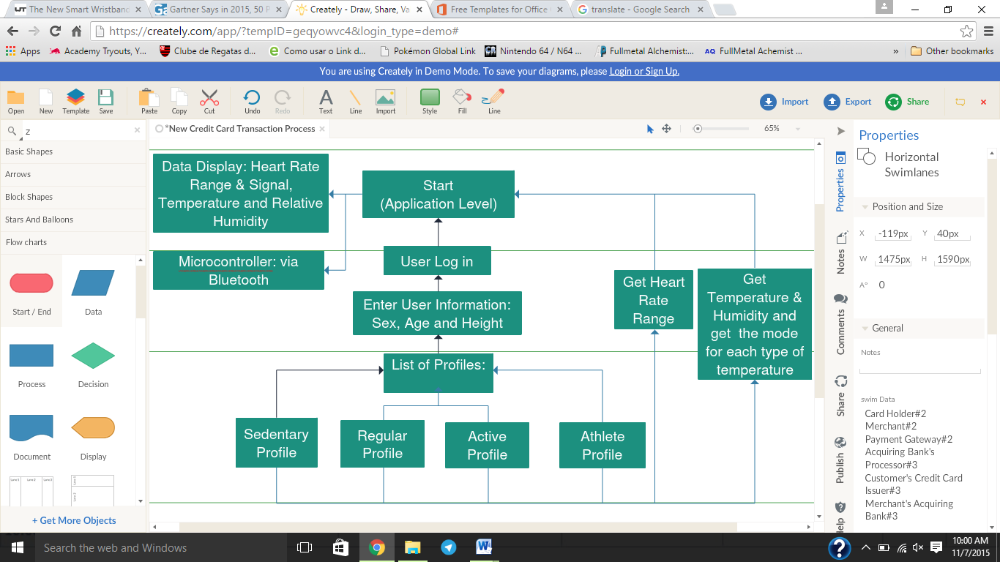 The New Smart Wristband
Gartner Says in 2015, 50 P
Creately - Draw, Share, Va
Free Templates for Office
translate - Google Search
https://creately.com/app/?tempID=geqyowvc4&login_type=demo#
Apps
Academy Tryouts, Y...
Clube de Regatas d...
Como usar o Link d...
Pokémon Global Link
Nintendo 64 / N64 ...
Fullmetal Alchemist:...
AQ FullMetal Achemist ...
»
Other bookmarks
You are using Creately in Demo Mode. To save your diagrams, please Login or Sign Up.
Open
New
Template
Save
Paste
Copy
Cut
Undo
Redo
Text
Line
Import
Style
Fill
Line
Import
Export
Share
z
*New Credit Card Transaction Process
65%
Basic Shapes
Arrows
Block Shapes
Stars And Balloons
Flow charts
Start / End
Data
Process
Decision
Document
Display
+ Get More Objects
Data Display: Heart Rate
Range & Signal,
Temperature and Relative
Humidity
Start
(Application Level)
Microcontroller: via
Bluetooth
User Log in
Enter User Information:
Sex, Age and Height
Get Heart
Rate
Range
Get
Temperature &
Humidity and
get the mode
for each type of
temperature
List of Profiles:
Sedentary
Profile
Regular
Profile
Active
Profile
Athlete
Profile
Properties
Notes
Comments
Share
Publish
Properties
Horizontal
Swimlanes
Position and Size
X -119px Y 40px
W 1475px H 1590px
A° 0
General
Notes
swim Data
Card Holder#2
Merchant#2
Payment Gateway#2
Acquiring Bank's
Processor#3
Customer's Credit Card
Issuer#3
Merchant's Acquiring
Bank#3
Search the web and Windows
10:00 AM
11/7/2015